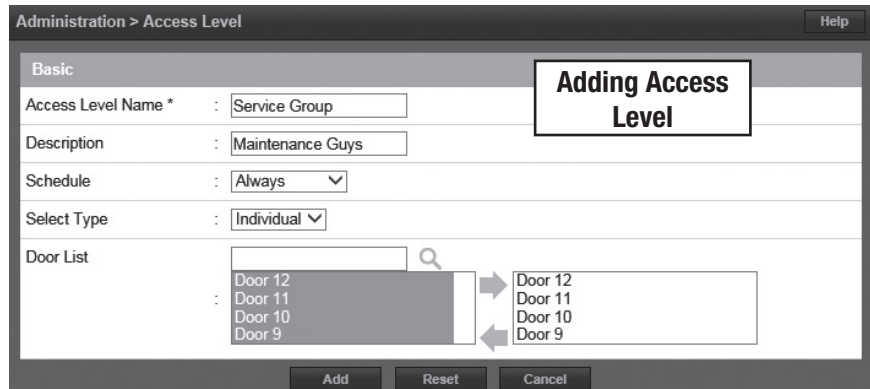 Administration > Access Level
Help
Basic
Adding Access
Level
Access Level Name * : Service Group
Description : Maintenance Guys
Schedule : Always
Select Type : Individual
Door List :
Door 12
Door 11
Door 10
Door 9
Door 12
Door 11
Door 10
Door 9
Add Reset Cancel